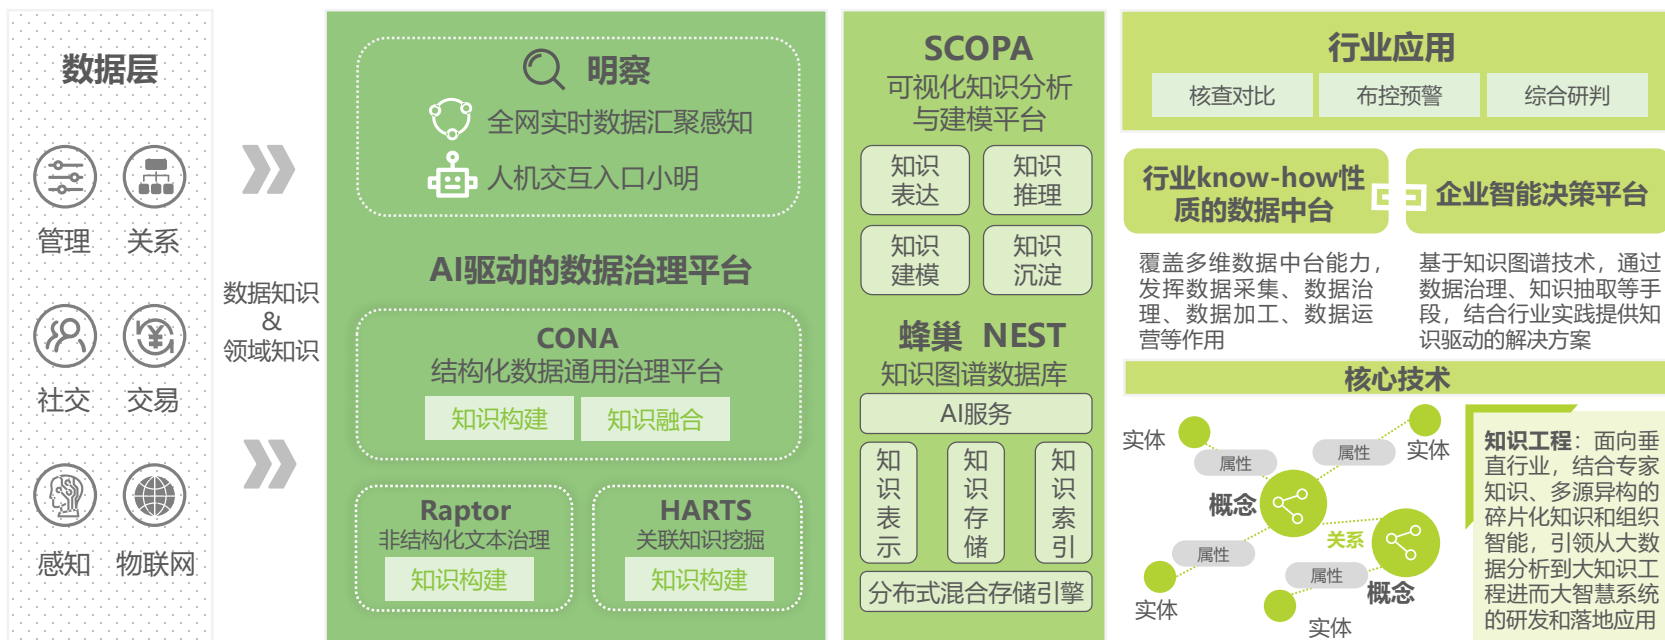 数据层
管理
关系
社交
交易
感知
物联网
数据知识
&
领域知识
明察
全网实时数据汇聚感知
人机交互入口小明
AI驱动的数据治理平台
CONA
结构化数据通用治理平台
知识构建
知识融合
Raptor
非结构化文本治理
知识构建
HARTS
关联知识挖掘
知识构建
SCOPA
可视化知识分析
与建模平台
知识
表达
知识
推理
知识
建模
知识
沉淀
蜂巢 NEST
知识图谱数据库
AI服务
知识表示
知识存储
知识索引
分布式混合存储引擎
行业应用
核查对比
布控预警
综合研判
行业know-how性
质的数据中台
企业智能决策平台
覆盖多维数据中台能力，
发挥数据采集、数据治
理、数据加工、数据运
营等作用
基于知识图谱技术，通过
数据治理、知识抽取等手
段，结合行业实践提供知
识驱动的解决方案
核心技术
实体
属性
属性
实体
概念
关系
属性
属性
概念
实体
实体
知识工程：面向垂
直行业，结合专家
知识、多源异构的
碎片化知识和组织
智能，引领从大数
据分析到大知识工
程进而大智慧系统
的研发和落地应用